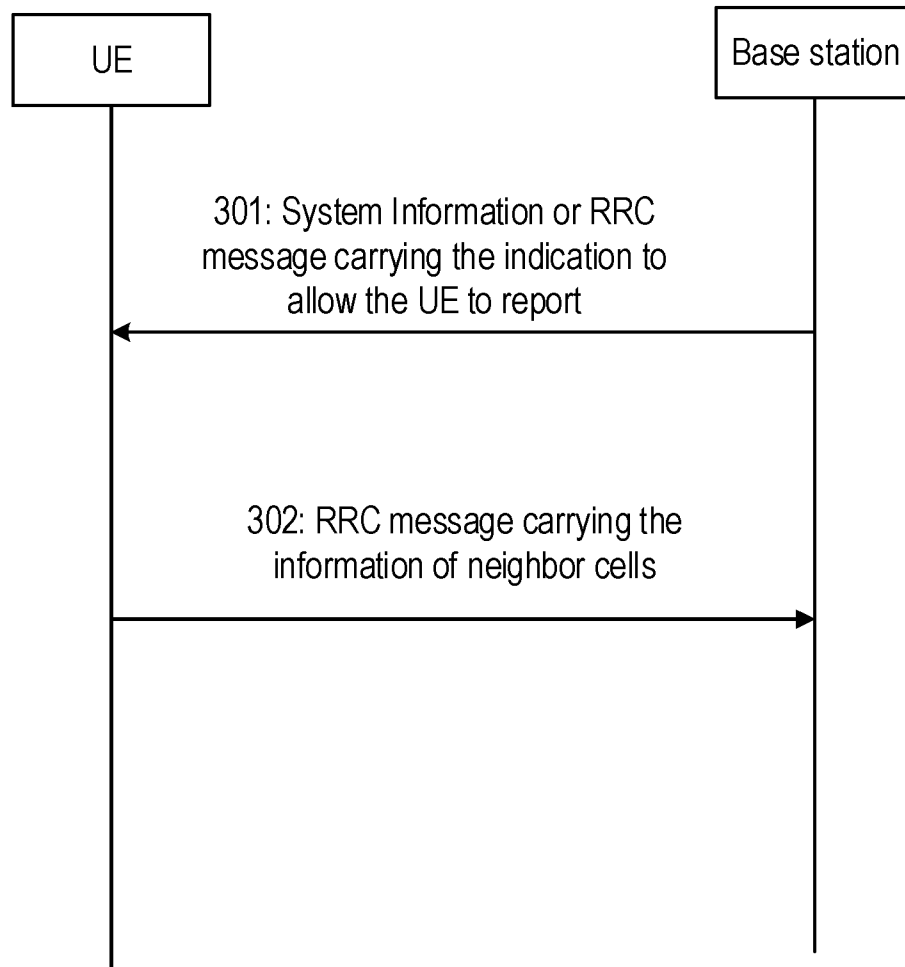 UE
Base station
301: System Information or RRC
message carrying the indication to
allow the UE to report
302: RRC message carrying the
information of neighbor cells